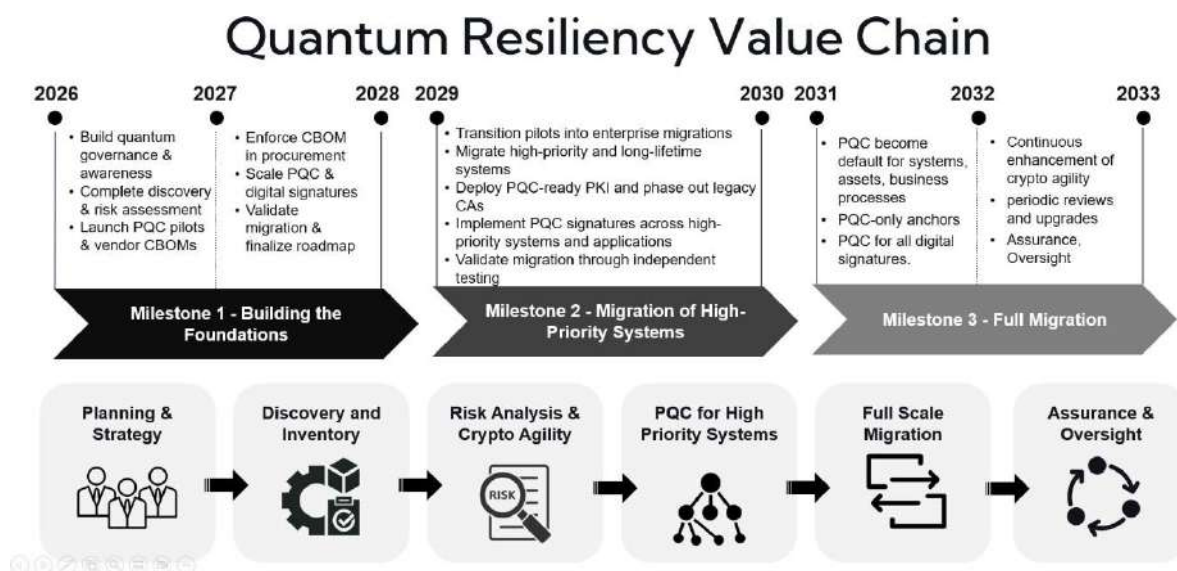 Quantum Resiliency Value Chain
2026
2027
2028
2029
2030
2031
2032
2033
• Build quantum
governance &
awareness
• Complete discovery
& risk assessment
• Launch PQC pilots
& vendor CBOMs
• Enforce CBOM
in procurement
• Scale PQC &
digital signatures
• Validate
migration &
finalize roadmap
• Transition pilots into enterprise migrations
• Migrate high-priority and long-lifetime
systems
• Deploy PQC-ready PKI and phase out legacy
CAs
• Implement PQC signatures across high-
priority systems and applications
• Validate migration through independent
testing
• PQC become
default for systems,
assets, business
processes
• PQC-only anchors
• PQC for all digital
signatures.
• Continuous
enhancement of
crypto agility
• periodic reviews
and upgrades
• Assurance,
Oversight
Milestone 1 - Building the
Foundations
Milestone 2 - Migration of High-
Priority Systems
Milestone 3 - Full Migration
Planning &
Strategy
Discovery and
Inventory
Risk Analysis &
Crypto Agility
RISK
PQC for High
Priority Systems
Full Scale
Migration
Assurance &
Oversight